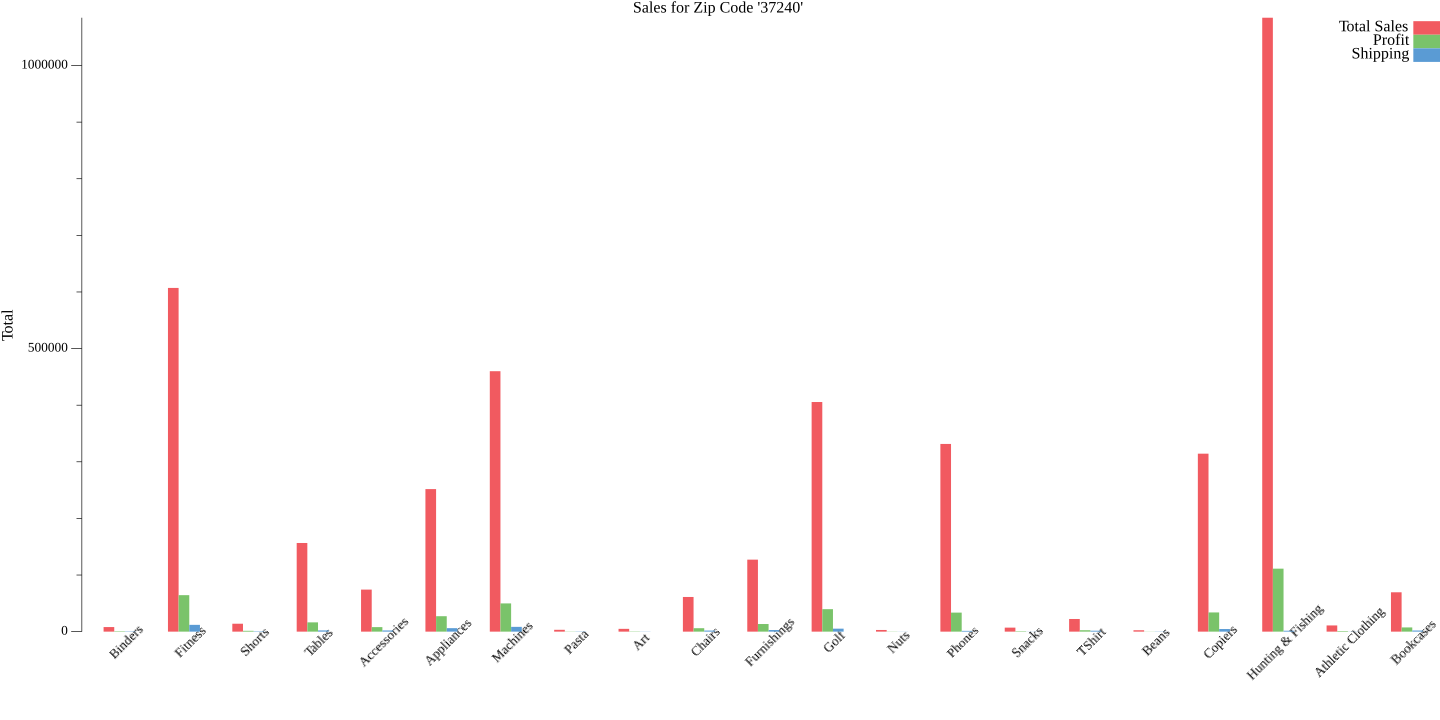 Sales for Zip Code '37240'
Total Sales
Profit
Shipping
1000000
500000
0
Total
Binders
Fitness
Shorts
Tables
Accessories
Appliances
Machines
Pasta
Art
Chairs
Furnishings
Golf
Nuts
Phones
Snacks
TShirt
Beans
Copiers
Hunting & Fishing
Athletic Clothing
Bookcases